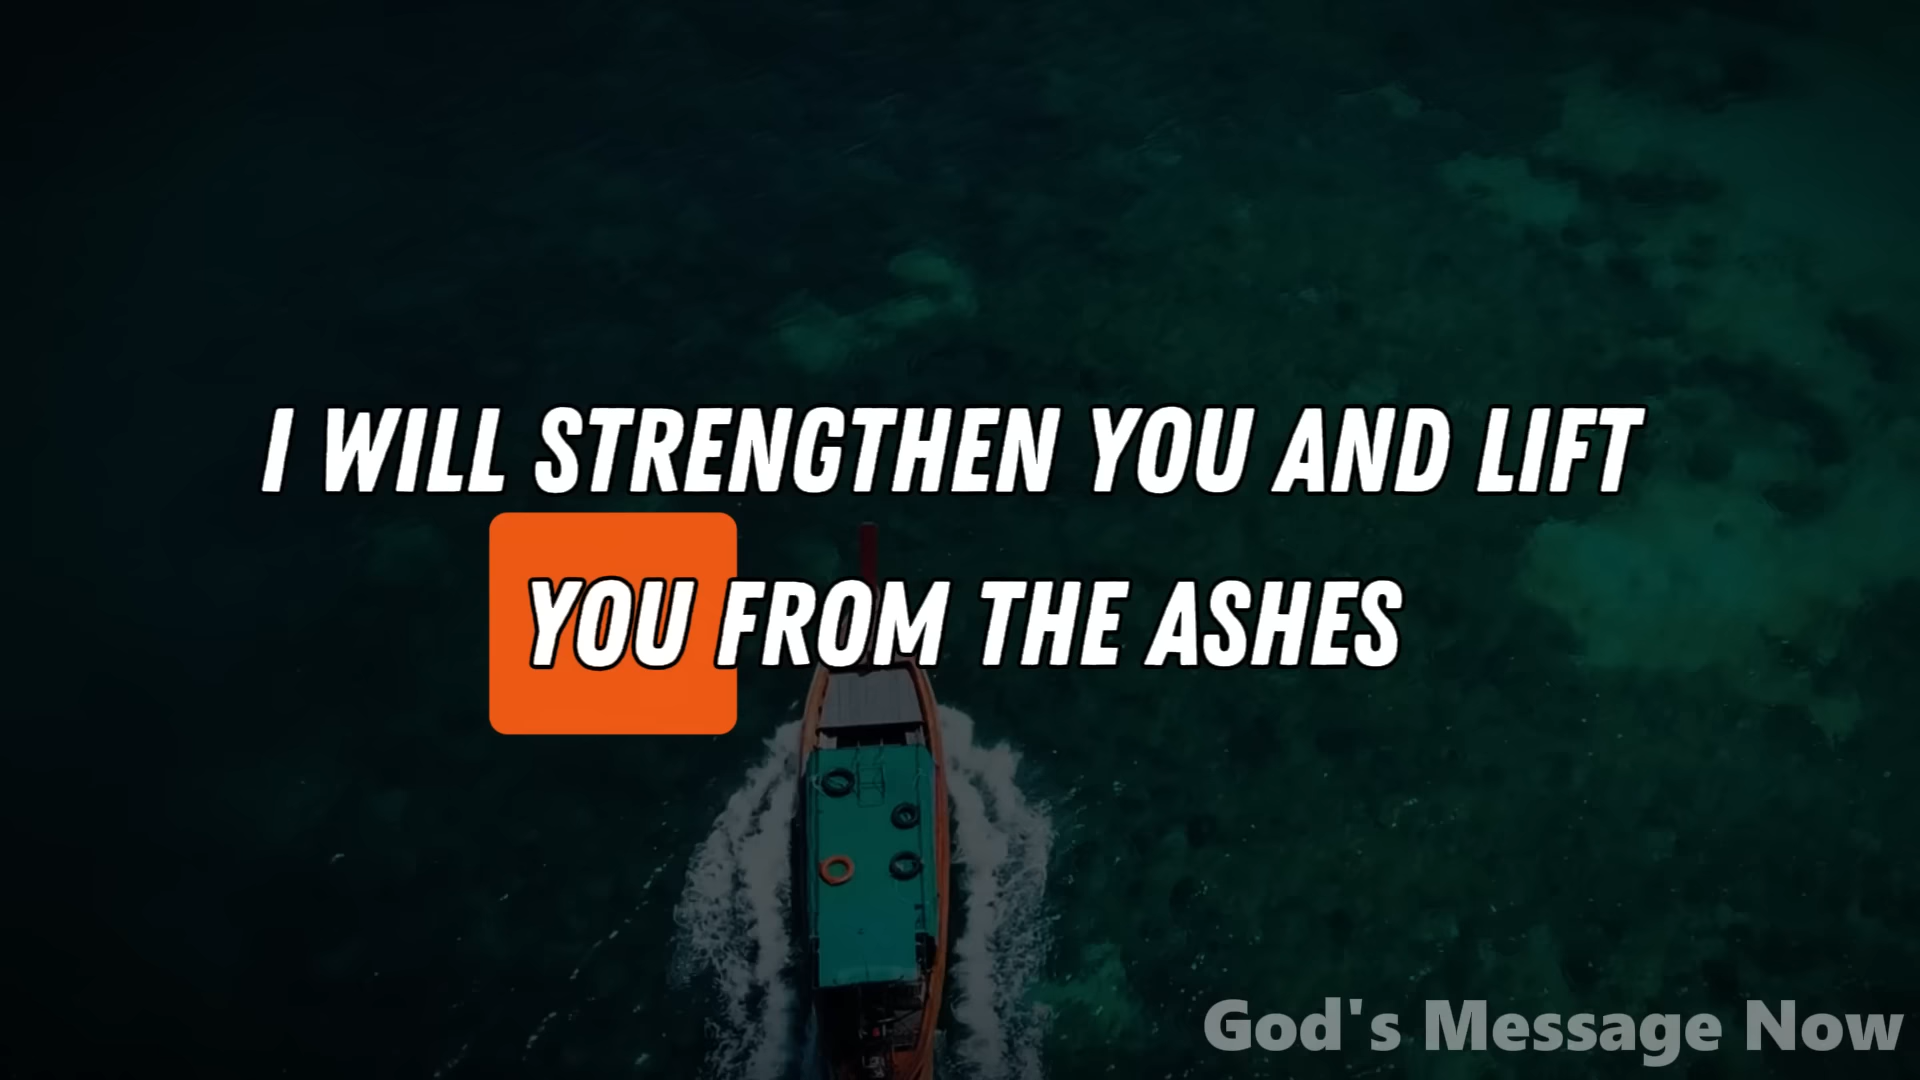 I WILL STRENGTHEN YOU AND LIFT
YOU FROM THE ASHES
God's Message Now